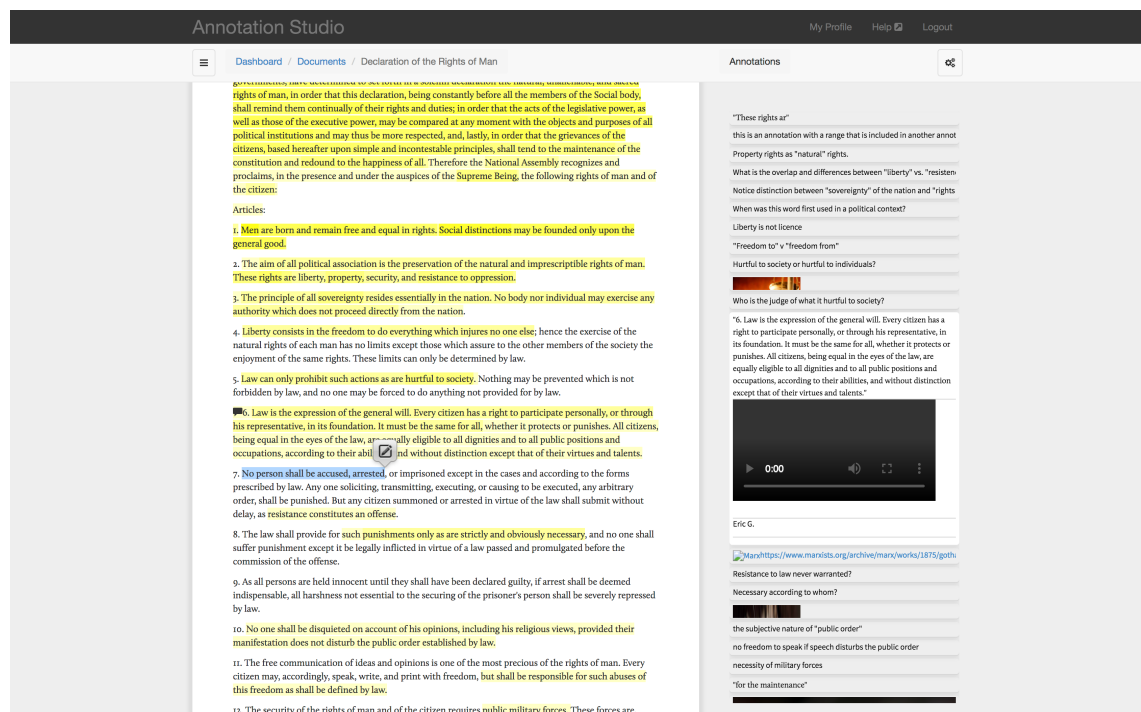 Annotation Studio
My Profile
Help
Logout
Dashboard / Documents / Declaration of the Rights of Man
Annotations
governments, have determined to set forth in a solemn declaration the natural, unalienable, and sacred
rights of man, in order that this declaration, being constantly before all the members of the Social body,
shall remind them continually of their rights and duties; in order that the acts of the legislative power, as
well as those of the executive power, may be compared at any moment with the objects and purposes of all
political institutions and may thus be more respected, and, lastly, in order that the grievances of the
citizens, based hereafter upon simple and incontestable principles, shall tend to the maintenance of the
constitution and redound to the happiness of all. Therefore the National Assembly recognizes and
proclaims, in the presence and under the auspices of the Supreme Being, the following rights of man and of
the citizen:
Articles:
1. Men are born and remain free and equal in rights. Social distinctions may be founded only upon the
general good.
2. The aim of all political association is the preservation of the natural and imprescriptible rights of man.
These rights are liberty, property, security, and resistance to oppression.
3. The principle of all sovereignty resides essentially in the nation. No body nor individual may exercise any
authority which does not proceed directly from the nation.
4. Liberty consists in the freedom to do everything which injures no one else; hence the exercise of the
natural rights of each man has no limits except those which assure to the other members of the society the
enjoyment of the same rights. These limits can only be determined by law.
5. Law can only prohibit such actions as are hurtful to society. Nothing may be prevented which is not
forbidden by law, and no one may be forced to do anything not provided for by law.
6. Law is the expression of the general will. Every citizen has a right to participate personally, or through
his representative, in its foundation. It must be the same for all, whether it protects or punishes. All citizens,
being equal in the eyes of the law, are equally eligible to all dignities and to all public positions and
occupations, according to their abil nd without distinction except that of their virtues and talents.
7. No person shall be accused, arrested, or imprisoned except in the cases and according to the forms
prescribed by law. Any one soliciting, transmitting, executing, or causing to be executed, any arbitrary
order, shall be punished. But any citizen summoned or arrested in virtue of the law shall submit without
delay, as resistance constitutes an offense.
8. The law shall provide for such punishments only as are strictly and obviously necessary, and no one shall
suffer punishment except it be legally inflicted in virtue of a law passed and promulgated before the
commission of the offense.
9. As all persons are held innocent until they shall have been declared guilty, if arrest shall be deemed
indispensable, all harshness not essential to the securing of the prisoner's person shall be severely repressed
by law.
10. No one shall be disquieted on account of his opinions, including his religious views, provided their
manifestation does not disturb the public order established by law.
11. The free communication of ideas and opinions is one of the most precious of the rights of man. Every
citizen may, accordingly, speak, write, and print with freedom, but shall be responsible for such abuses of
this freedom as shall be defined by law.
12. The security of the rights of man and of the citizen requires public military forces. These forces are
"These rights ar"
this is an annotation with a range that is included in another annot
Property rights as "natural" rights.
What is the overlap and differences between "liberty" vs. "resisten
Notice distinction between "sovereignty" of the nation and "rights
When was this word first used in a political context?
Liberty is not licence
"Freedom to" v "freedom from"
Hurtful to society or hurtful to individuals?
Who is the judge of what it hurtful to society?
"6. Law is the expression of the general will. Every citizen has a
right to participate personally, or through his representative, in
its foundation. It must be the same for all, whether it protects or
punishes. All citizens, being equal in the eyes of the law, are
equally eligible to all dignities and to all public positions and
occupations, according to their abilities, and without distinction
except that of their virtues and talents."
0:00
Eric G.
Marxhttps://www.marxists.org/archive/marx/works/1875/goth
Resistance to law never warranted?
Necessary according to whom?
the subjective nature of "public order"
no freedom to speak if speech disturbs the public order
necessity of military forces
"for the maintenance"